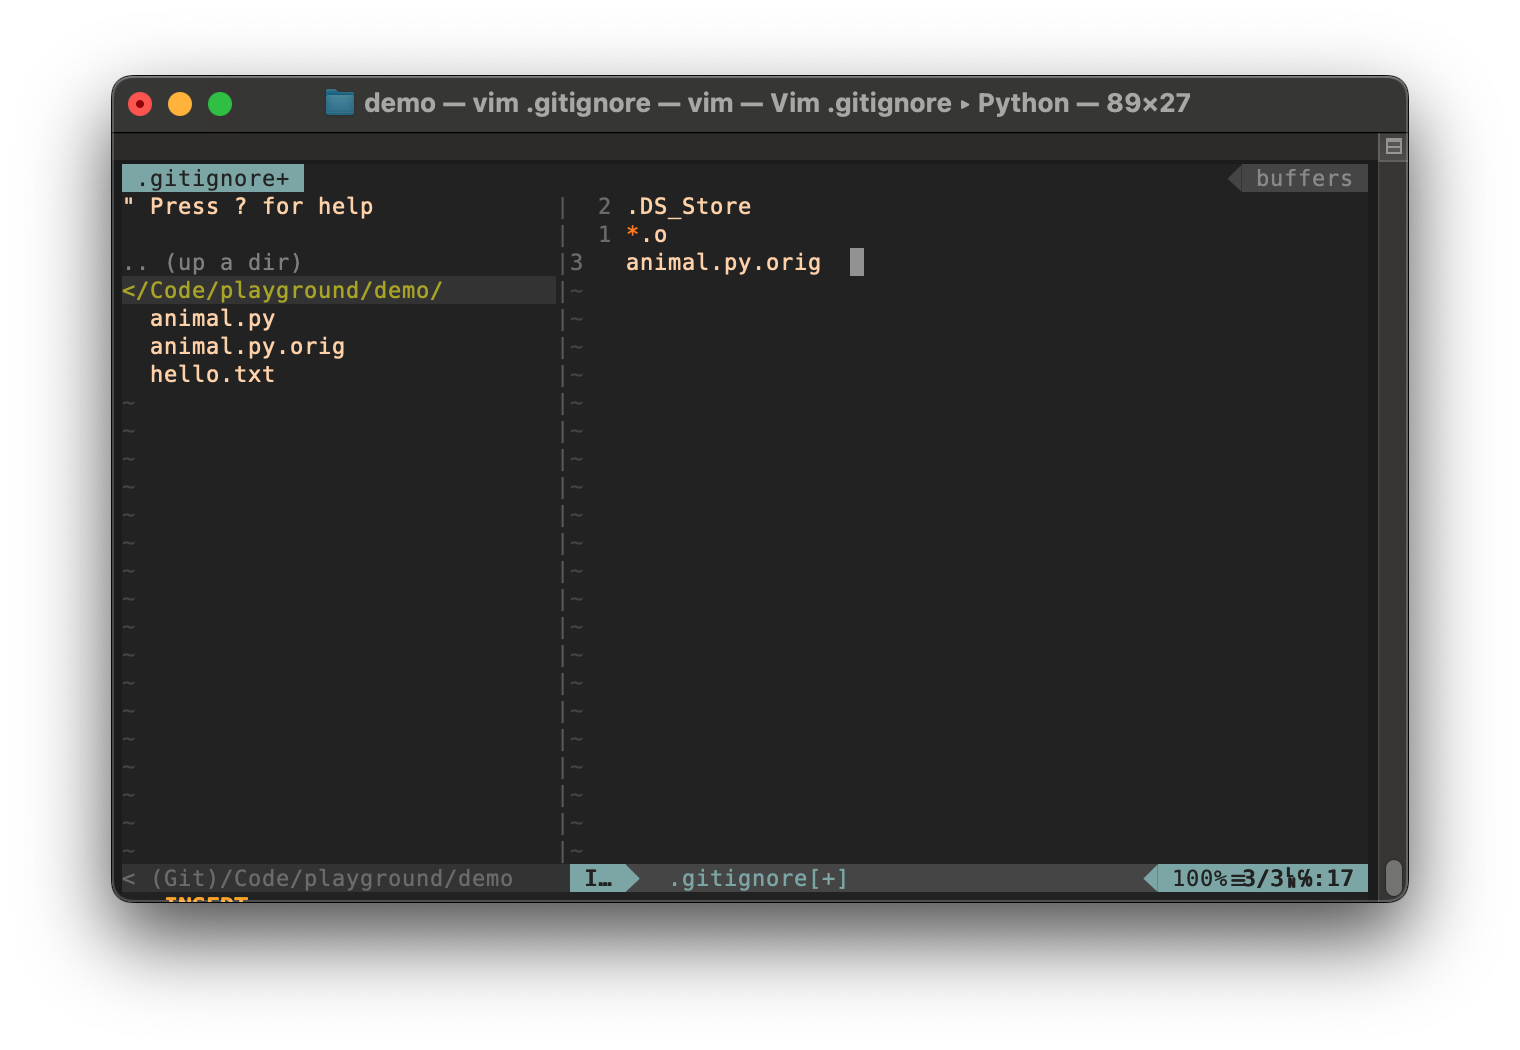 demo — vim .gitignore — vim — Vim .gitignore ▸ Python — 89×27
.gitignore+
buffers
" Press ? for help
.. (up a dir)
</Code/playground/demo/
animal.py
animal.py.orig
hello.txt
2 .DS_Store
1 *.o
3 animal.py.orig
< (Git)/Code/playground/demo
I… .gitignore[+]
100%≡3/3㏑℅:17
INSERT